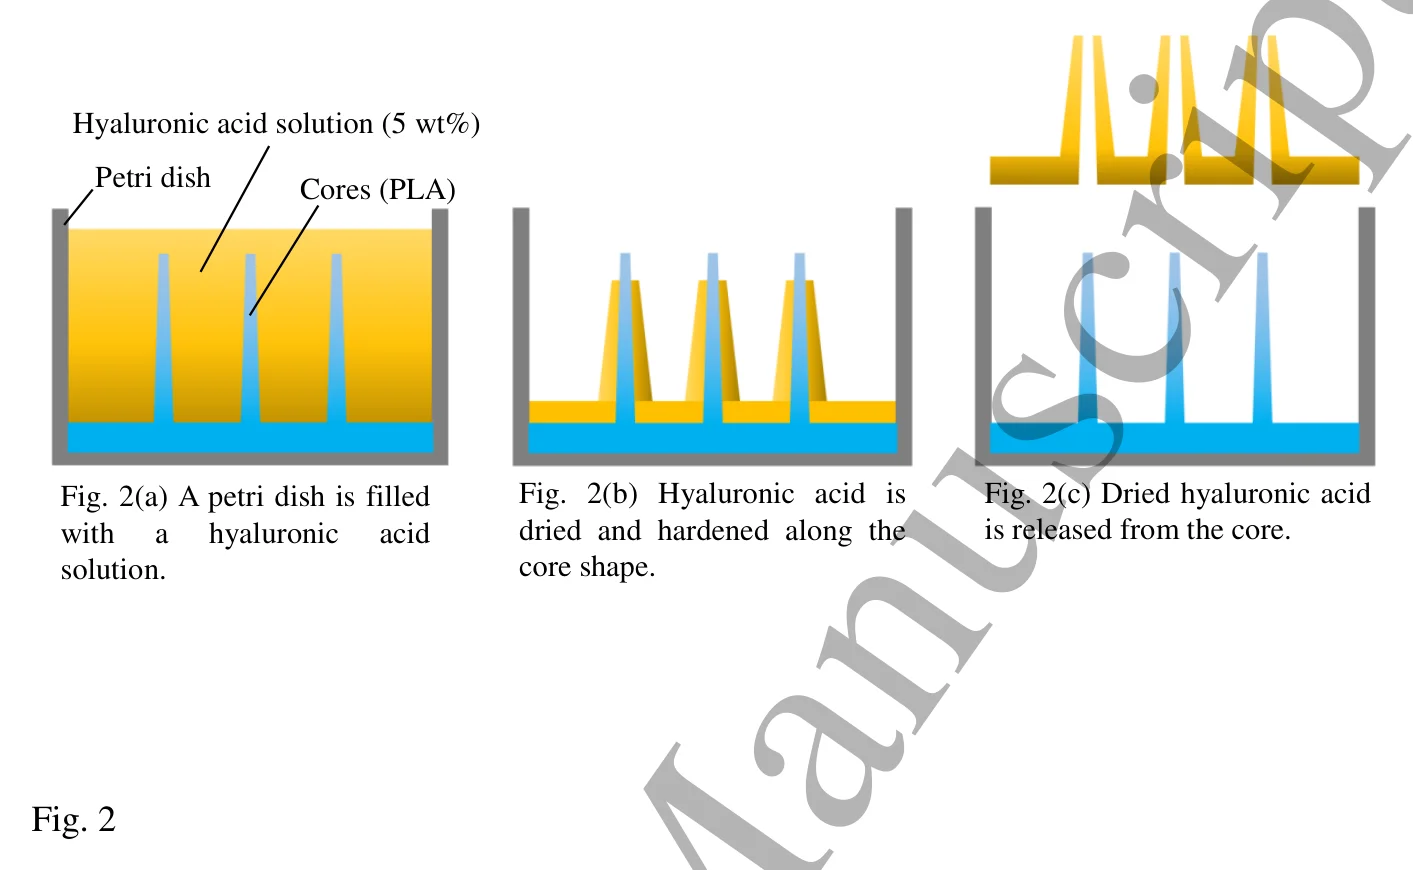 Hyaluronic acid solution (5 wt%)
Petri dish
Cores (PLA)
Fig. 2(a) A petri dish is filled
with a hyaluronic acid
solution.
Fig. 2(b) Hyaluronic acid is
dried and hardened along the
core shape.
Fig. 2(c) Dried hyaluronic acid
is released from the core.
Fig. 2
Manuscrip